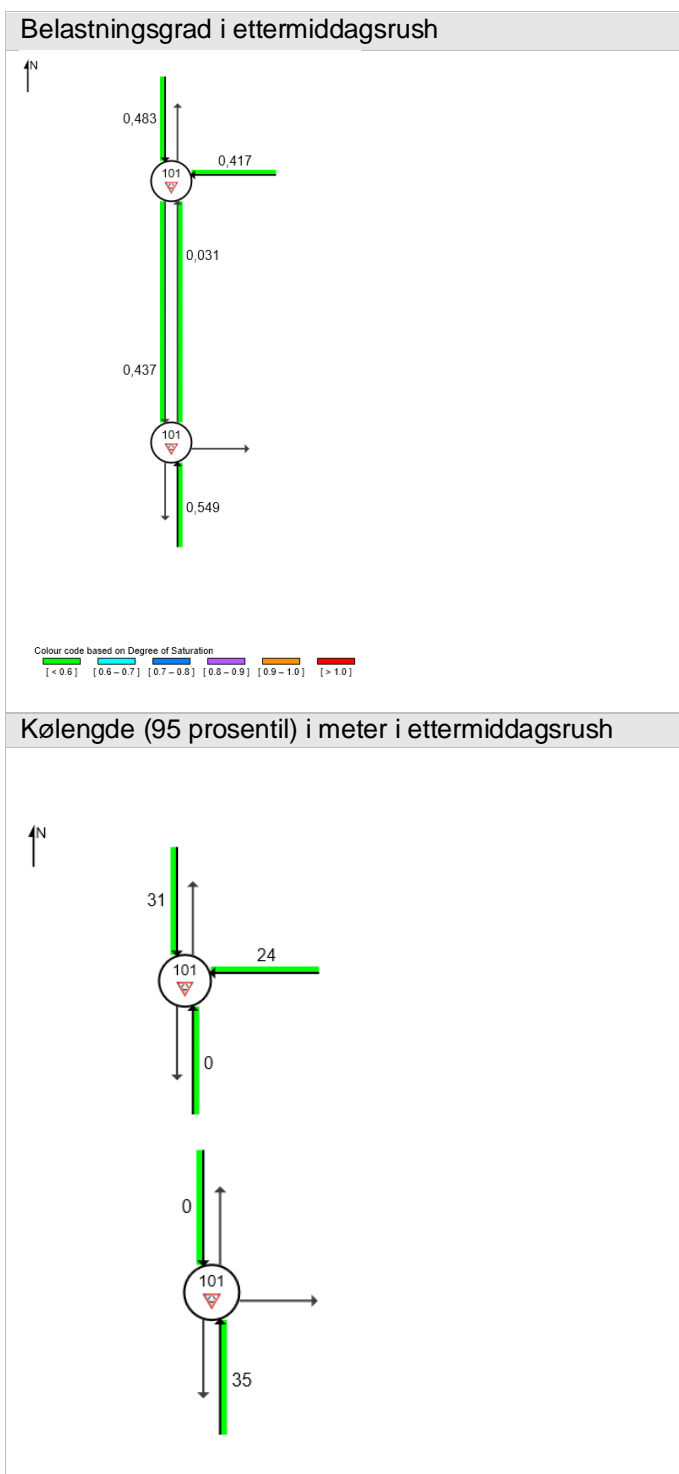 Belastningsgrad i ettermiddagsrush
N
0,483
101
0,417
0,031
0,437
101
0,549
Colour code based on Degree of Saturation
[ < 0.6 ] [ 0.6 – 0.7 ] [ 0.7 – 0.8 ] [ 0.8 – 0.9 ] [ 0.9 – 1.0 ] [ > 1.0 ]
Kølengde (95 prosentil) i meter i ettermiddagsrush
N
31
24
101
0
0
101
35